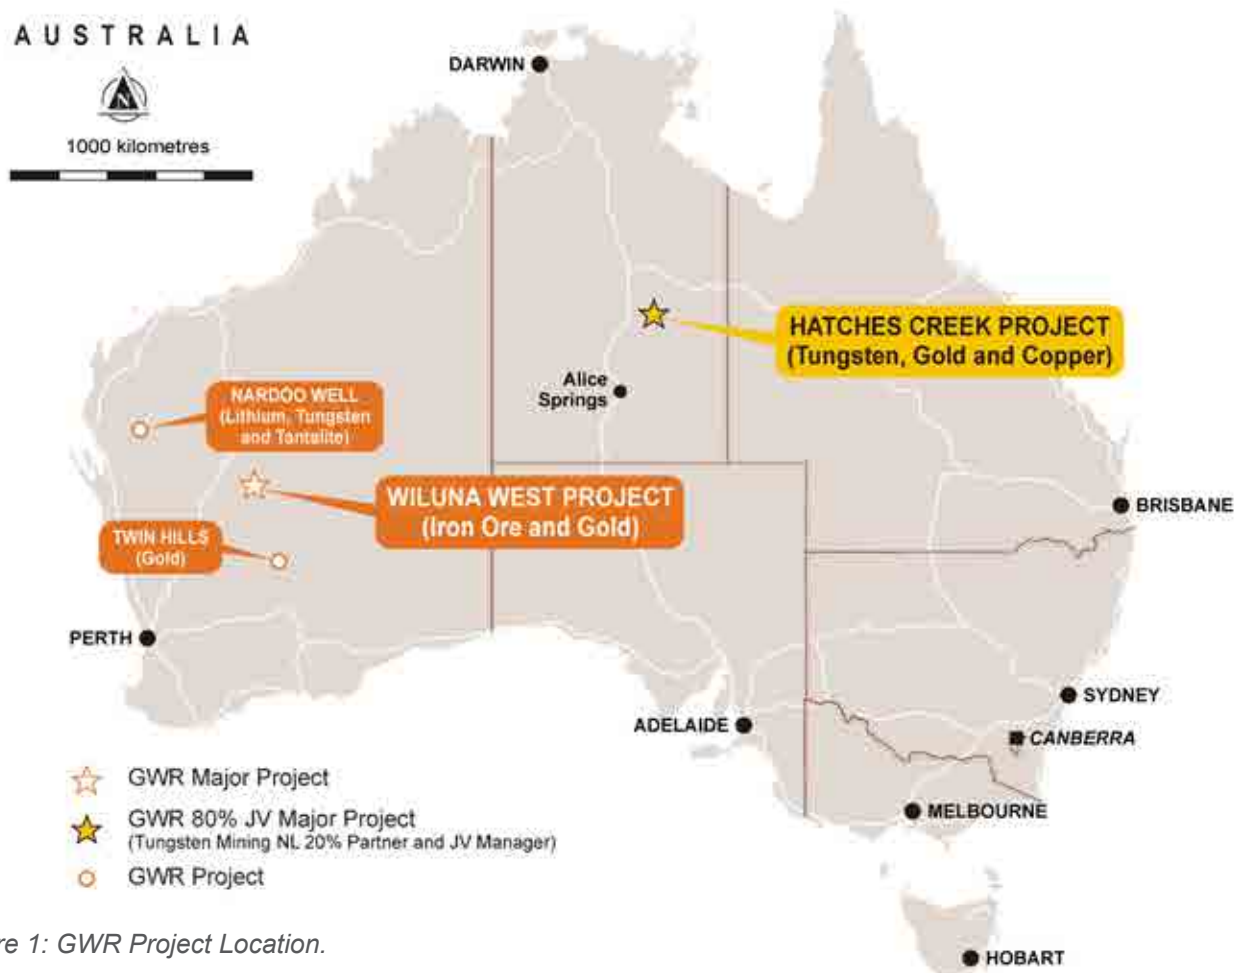 AUSTRALIA
N
1000 kilometres
DARWIN
HATCHES CREEK PROJECT
(Tungsten, Gold and Copper)
Alice
Springs
NARDOO WELL
(Lithium, Tungsten
and Tantalite)
WILUNA WEST PROJECT
(Iron Ore and Gold)
BRISBANE
TWIN HILLS
(Gold)
PERTH
SYDNEY
ADELAIDE
CANBERRA
GWR Major Project
GWR 80% JV Major Project
(Tungsten Mining NL 20% Partner and JV Manager)
MELBOURNE
GWR Project
re 1: GWR Project Location.
HOBART